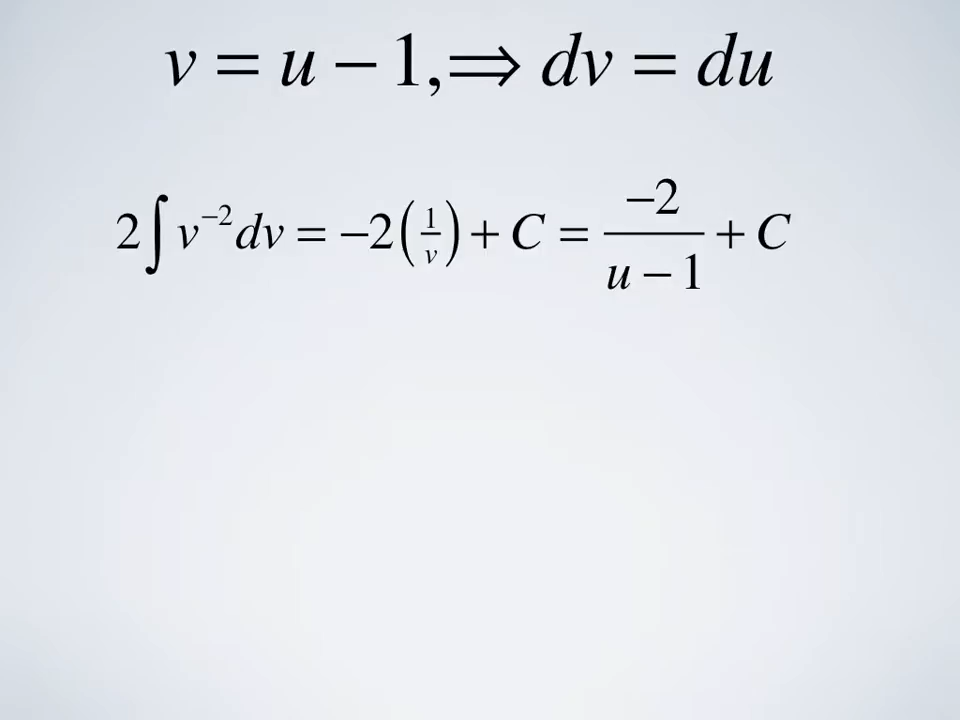 v = u − 1, ⇒ dv = du
2∫v⁻²dv = −2(1/v) + C = −2/(u − 1) + C